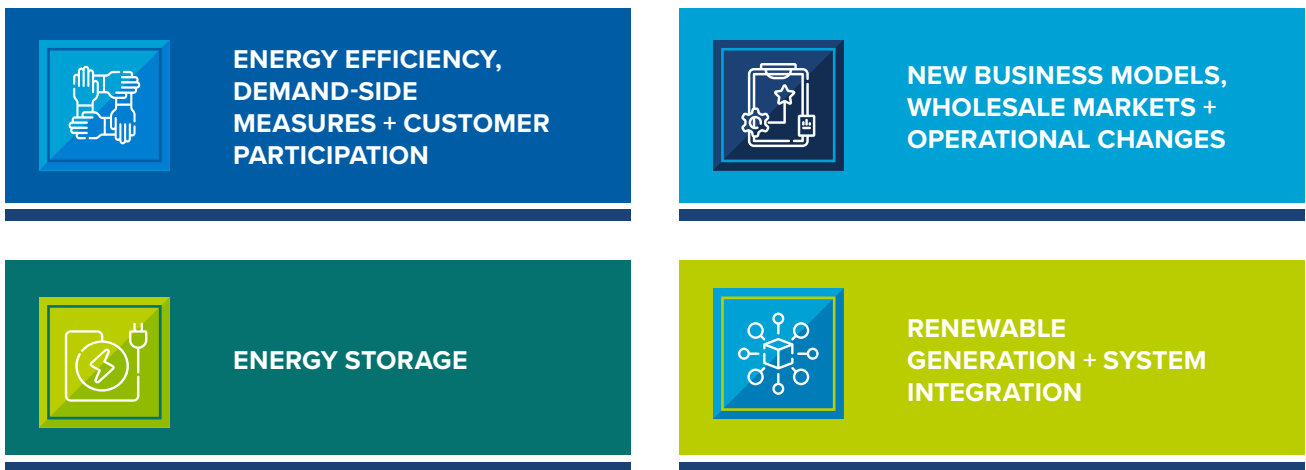 ENERGY EFFICIENCY,
DEMAND-SIDE
MEASURES + CUSTOMER
PARTICIPATION
NEW BUSINESS MODELS,
WHOLESALE MARKETS +
OPERATIONAL CHANGES
ENERGY STORAGE
RENEWABLE
GENERATION + SYSTEM
INTEGRATION